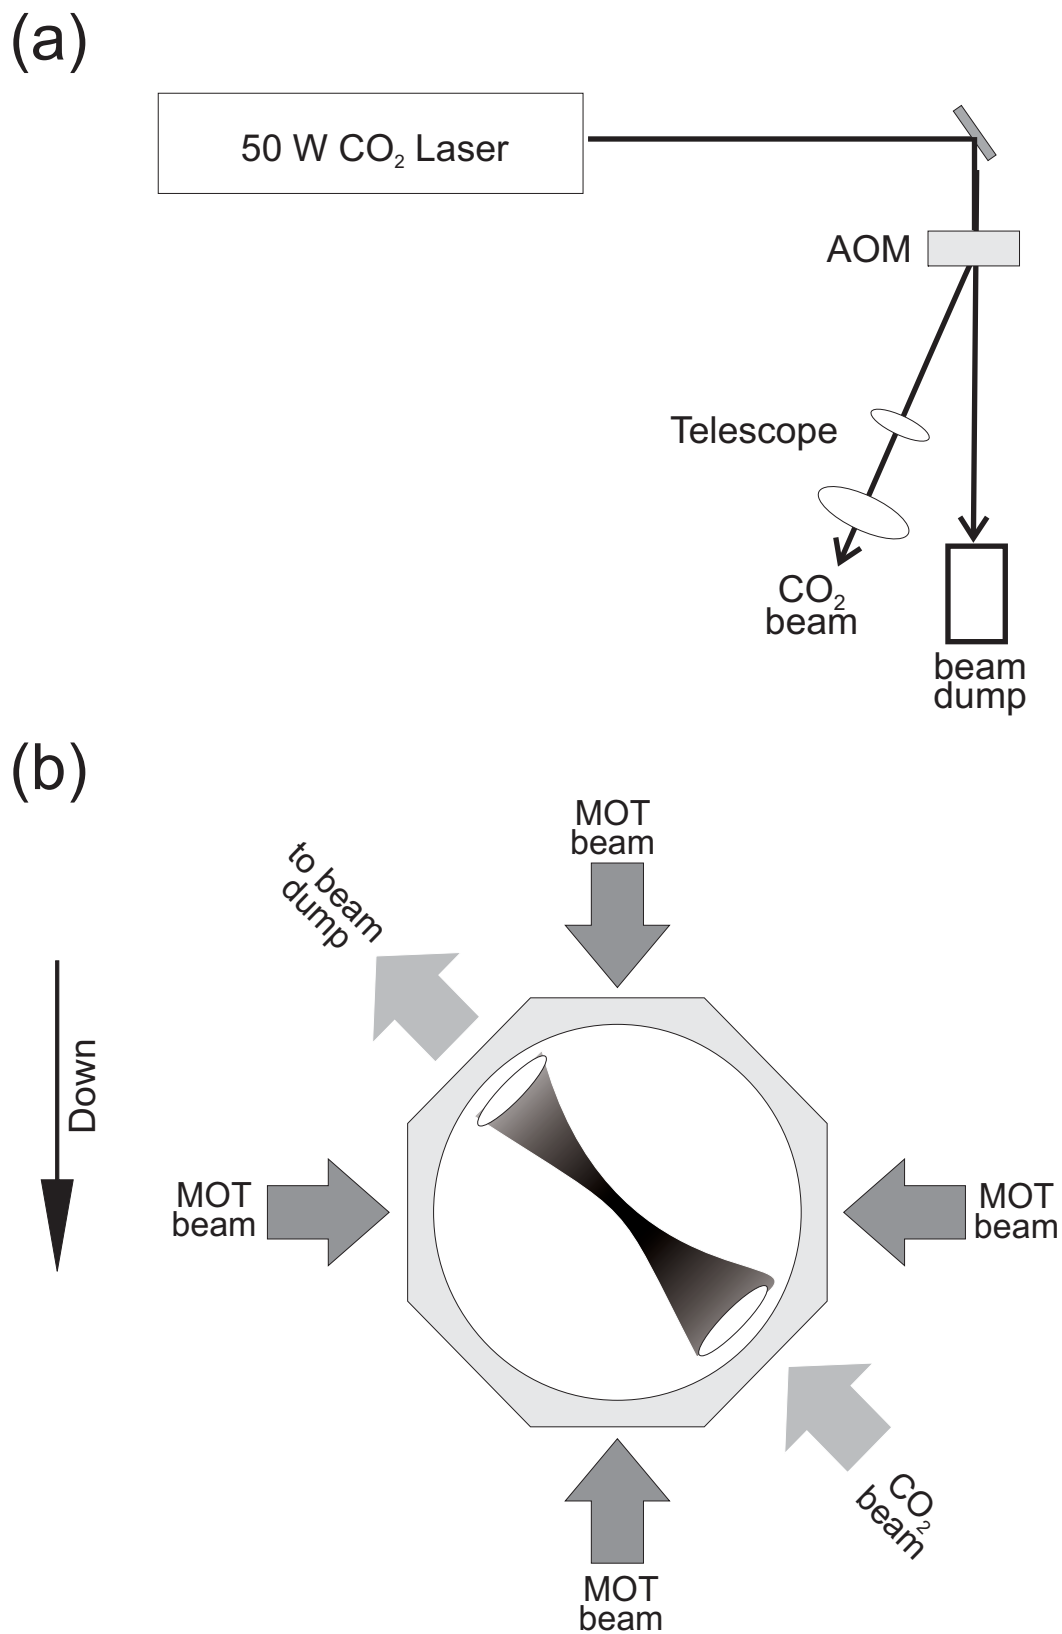 (a)
50 W CO₂ Laser
AOM
Telescope
CO₂
beam
beam
dump
(b)
MOT
beam
to beam
dump
Down
MOT
beam
MOT
beam
CO₂
beam
MOT
beam